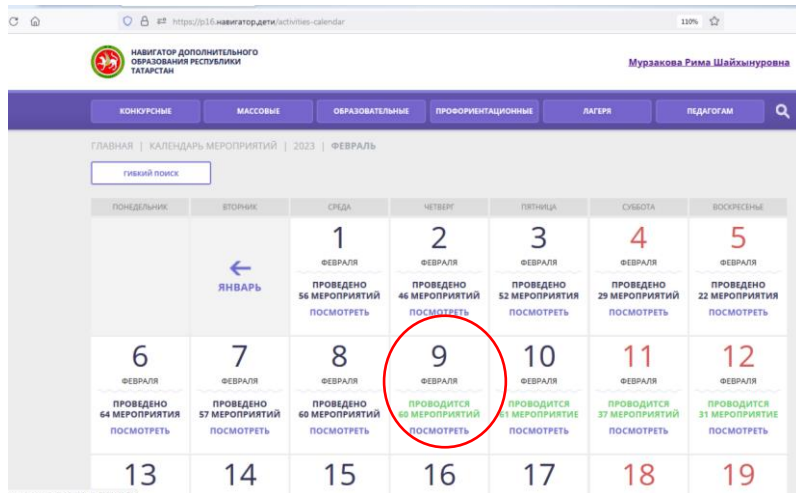 https://p16.навигатор.дети/activities-calendar
110%
НАВИГАТОР ДОПОЛНИТЕЛЬНОГО
ОБРАЗОВАНИЯ РЕСПУБЛИКИ
ТАТАРСТАН
Мурзакова Рима Шайхынуровна
КОНКУРСНЫЕ МАССОВЫЕ ОБРАЗОВАТЕЛЬНЫЕ ПРОФОРИЕНТАЦИОННЫЕ ЛАГЕРЯ ПЕДАГОГАМ
ГЛАВНАЯ | КАЛЕНДАРЬ МЕРОПРИЯТИЙ | 2023 | ФЕВРАЛЬ
ГИБКИЙ ПОИСК
ПОНЕДЕЛЬНИК ВТОРНИК СРЕДА ЧЕТВЕРГ ПЯТНИЦА СУББОТА ВОСКРЕСЕНЬЕ
1 2 3 4 5
ФЕВРАЛЯ ФЕВРАЛЯ ФЕВРАЛЯ ФЕВРАЛЯ ФЕВРАЛЯ
ЯНВАРЬ ПРОВЕДЕНО ПРОВЕДЕНО ПРОВЕДЕНО ПРОВЕДЕНО ПРОВЕДЕНО
56 МЕРОПРИЯТИЙ 46 МЕРОПРИЯТИЙ 52 МЕРОПРИЯТИЯ 29 МЕРОПРИЯТИЙ 22 МЕРОПРИЯТИЯ
ПОСМОТРЕТЬ ПОСМОТРЕТЬ ПОСМОТРЕТЬ ПОСМОТРЕТЬ ПОСМОТРЕТЬ
6 7 8 9 10 11 12
ФЕВРАЛЯ ФЕВРАЛЯ ФЕВРАЛЯ ФЕВРАЛЯ ФЕВРАЛЯ ФЕВРАЛЯ ФЕВРАЛЯ
ПРОВЕДЕНО ПРОВЕДЕНО ПРОВЕДЕНО ПРОВОДИТСЯ ПРОВОДИТСЯ ПРОВОДИТСЯ ПРОВОДИТСЯ
64 МЕРОПРИЯТИЯ 57 МЕРОПРИЯТИЙ 60 МЕРОПРИЯТИЙ 60 МЕРОПРИЯТИЙ 61 МЕРОПРИЯТИЕ 37 МЕРОПРИЯТИЙ 31 МЕРОПРИЯТИЕ
ПОСМОТРЕТЬ ПОСМОТРЕТЬ ПОСМОТРЕТЬ ПОСМОТРЕТЬ ПОСМОТРЕТЬ ПОСМОТРЕТЬ ПОСМОТРЕТЬ
13 14 15 16 17 18 19